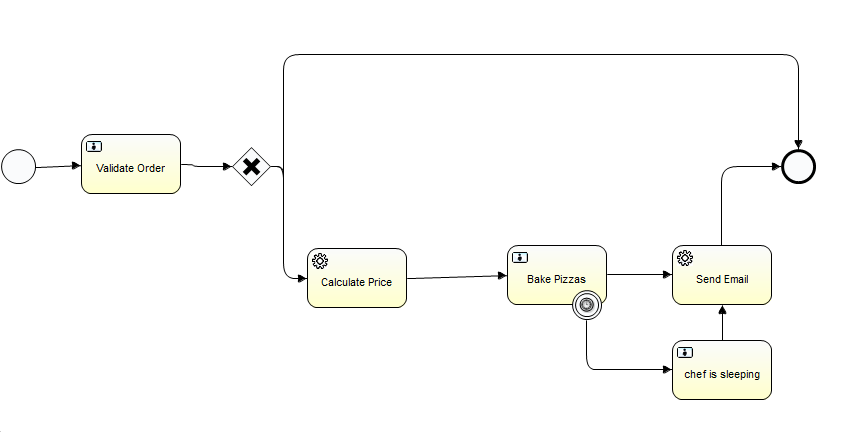 Validate Order
Calculate Price
Bake Pizzas
Send Email
chef is sleeping